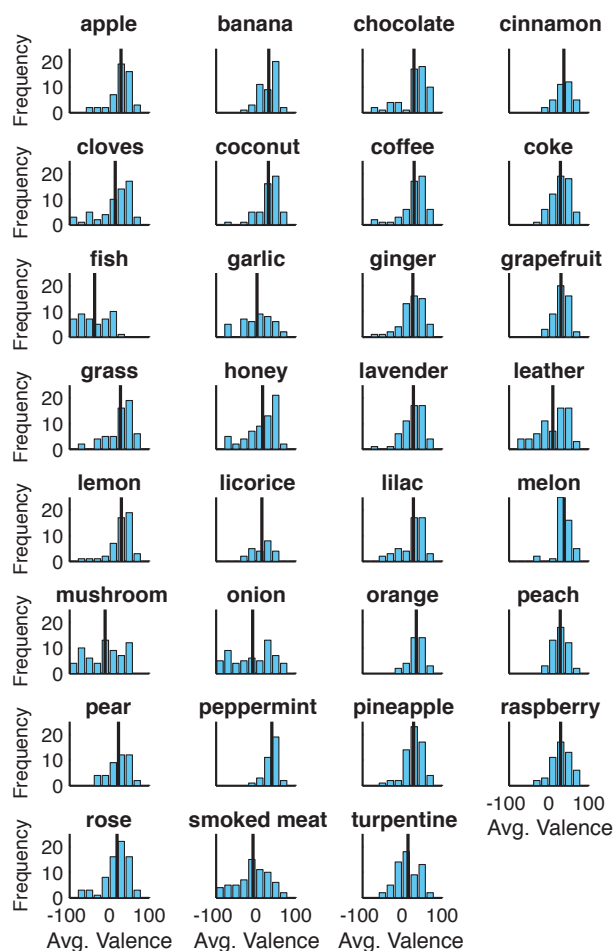 apple banana chocolate cinnamon
Frequency
20
10
0
cloves coconut coffee coke
Frequency
20
10
0
fish garlic ginger grapefruit
Frequency
20
10
0
grass honey lavender leather
Frequency
20
10
0
lemon licorice lilac melon
Frequency
20
10
0
mushroom onion orange peach
Frequency
20
10
0
pear peppermint pineapple raspberry
Frequency
20
10
0
-100 0 100
Avg. Valence
rose smoked meat turpentine
Frequency
20
10
0
-100 0 100 -100 0 100 -100 0 100
Avg. Valence Avg. Valence Avg. Valence